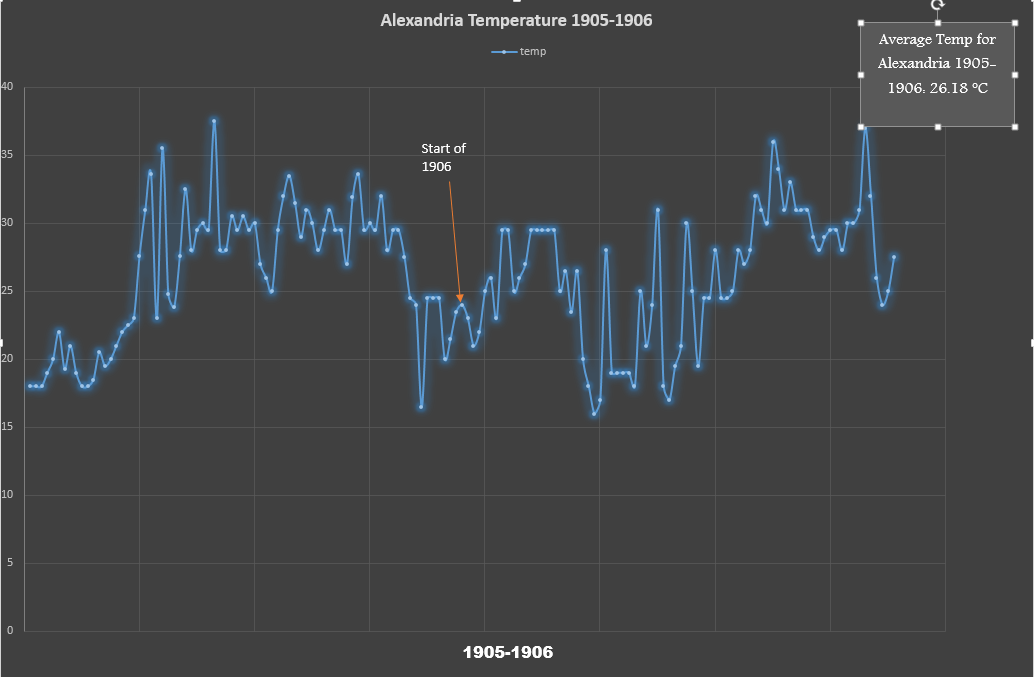 Alexandria Temperature 1905-1906
temp
Average Temp for
Alexandria 1905–
1906: 26.18 °C
40
35
30
25
20
15
10
5
0
Start of
1906
1905-1906